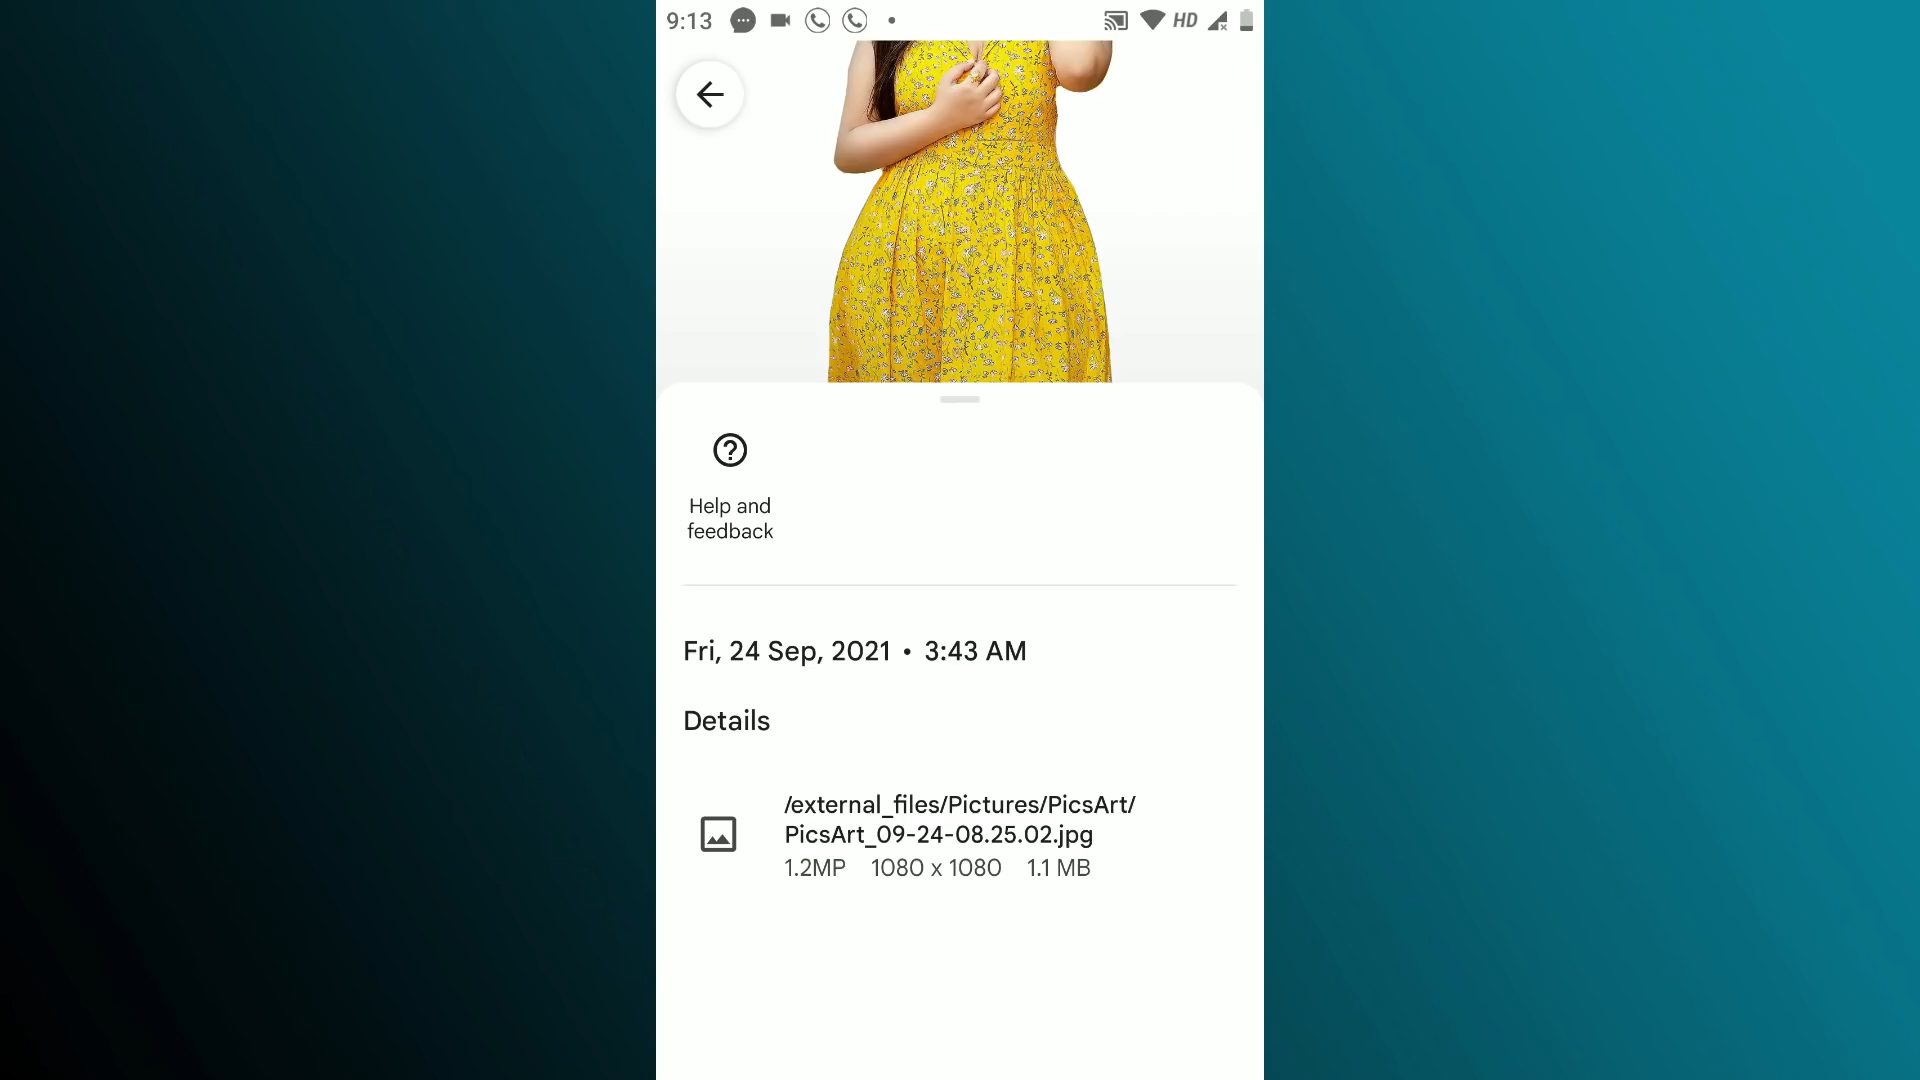 9:13
HD
Help and
feedback
Fri, 24 Sep, 2021 • 3:43 AM
Details
/external_files/Pictures/PicsArt/
PicsArt_09-24-08.25.02.jpg
1.2MP 1080 x 1080 1.1 MB